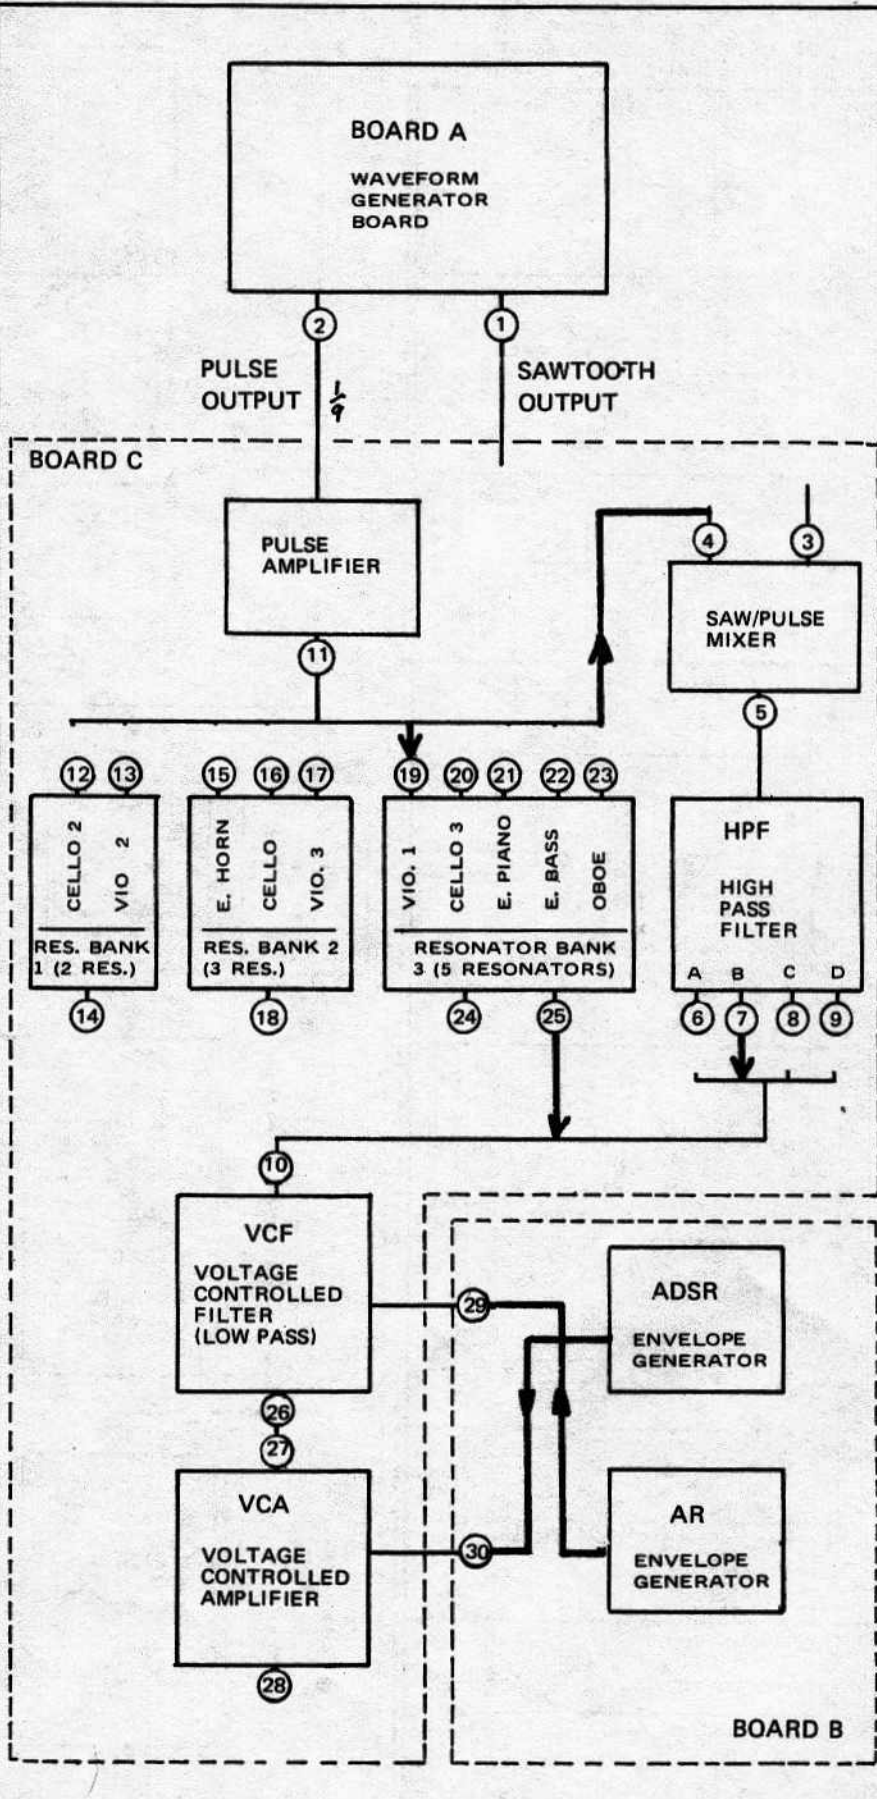 BOARD A
WAVEFORM
GENERATOR
BOARD
2
1
PULSE
OUTPUT
1/9
SAWTOOTH
OUTPUT
BOARD C
PULSE
AMPLIFIER
4
3
SAW/PULSE
MIXER
11
5
12
13
15
16
17
19
20
21
22
23
CELLO 2
VIO 2
E. HORN
CELLO
VIO. 3
VIO. 1
CELLO 3
E. PIANO
E. BASS
OBOE
RES. BANK
1 (2 RES.)
RES. BANK 2
(3 RES.)
RESONATOR BANK
3 (5 RESONATORS)
HPF
HIGH
PASS
FILTER
A B C D
14
18
24
25
6
7
8
9
10
VCF
VOLTAGE
CONTROLLED
FILTER
(LOW PASS)
29
ADSR
ENVELOPE
GENERATOR
26
27
VCA
VOLTAGE
CONTROLLED
AMPLIFIER
30
AR
ENVELOPE
GENERATOR
28
BOARD B